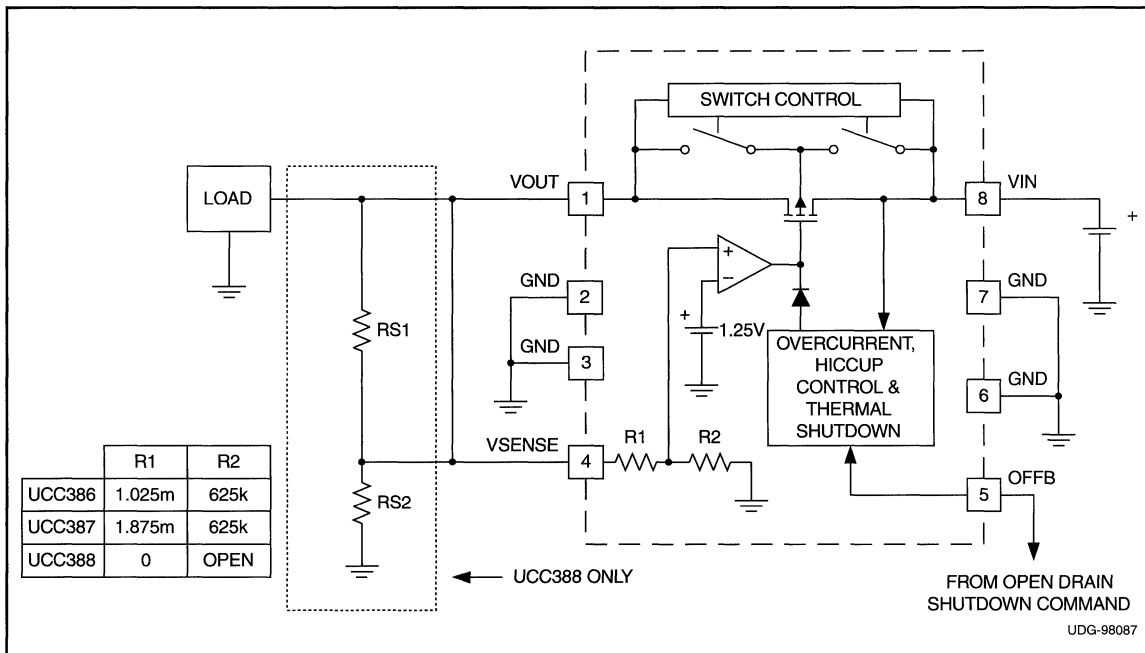 SWITCH CONTROL
LOAD
VOUT
1
8
VIN
+
GND
2
7
GND
+
−
+
1.25V
RS1
GND
3
OVERCURRENT,
HICCUP
CONTROL &
THERMAL
SHUTDOWN
6
GND
VSENSE
4
R1
R2
5
OFFB
RS2
R1 R2
UCC386 1.025m 625k
UCC387 1.875m 625k
UCC388 0 OPEN
UCC388 ONLY
FROM OPEN DRAIN
SHUTDOWN COMMAND
UDG-98087